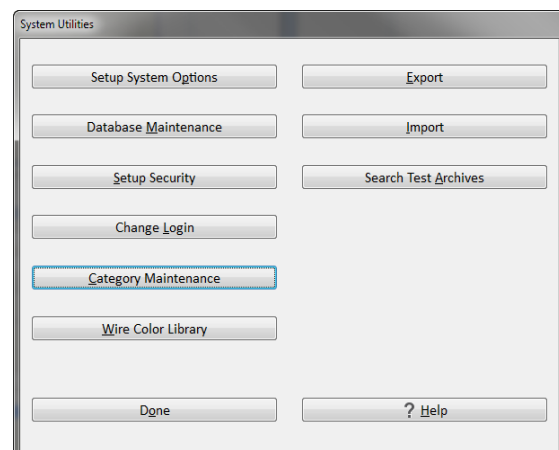 System Utilities
Setup System Options
Export
Database Maintenance
Import
Setup Security
Search Test Archives
Change Login
Category Maintenance
Wire Color Library
Done
? Help